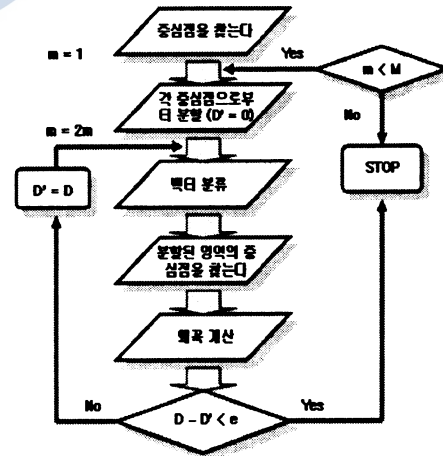 중심점을 찾는다
m = 1
Yes
m < M
각 중심점으로부
터 분할 (D' = 0)
No
m = 2m
STOP
D' = D
벡터 분류
분할된 영역의 중
심점을 찾는다
왜곡 계산
No
D - D' < e
Yes